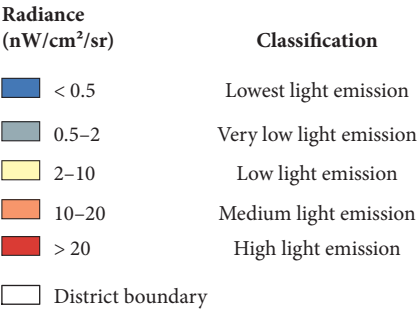 Radiance
(nW/cm²/sr) Classification
< 0.5 Lowest light emission
0.5–2 Very low light emission
2–10 Low light emission
10–20 Medium light emission
> 20 High light emission
District boundary